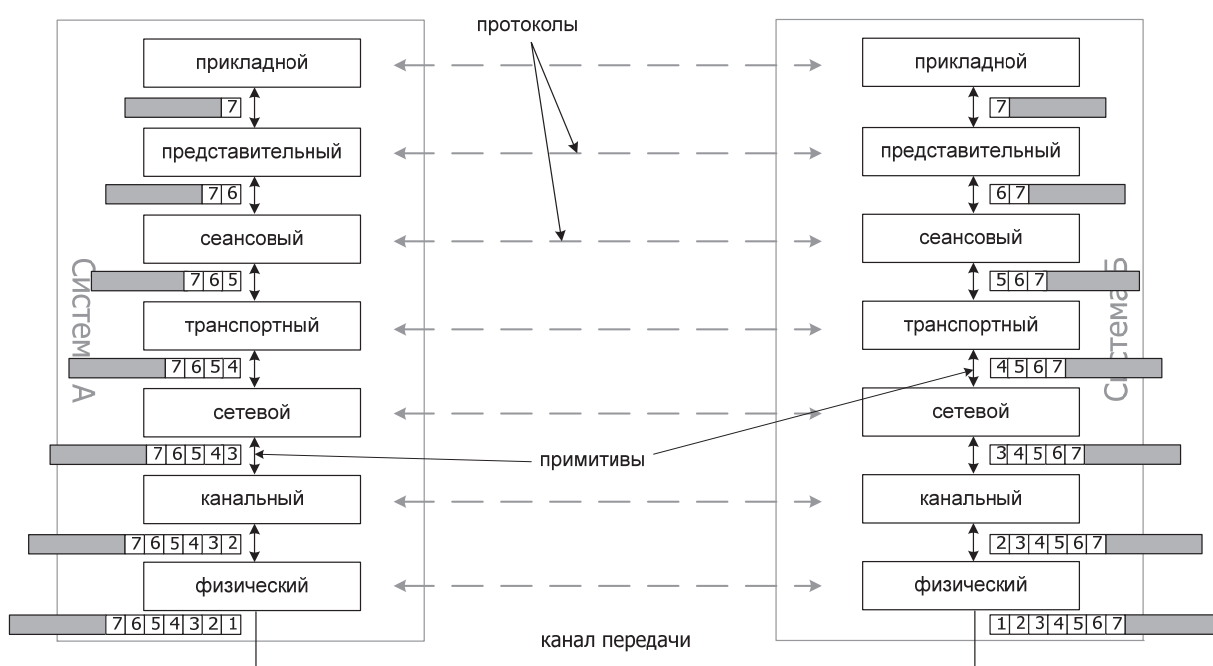 протоколы
прикладной
прикладной
7
7
представительный
представительный
7 6
6 7
сеансовый
сеансовый
Система А
7 6 5
5 6 7
Система Б
транспортный
транспортный
7 6 5 4
4 5 6 7
сетевой
сетевой
7 6 5 4 3
примитивы
3 4 5 6 7
канальный
канальный
7 6 5 4 3 2
2 3 4 5 6 7
физический
физический
7 6 5 4 3 2 1
канал передачи
1 2 3 4 5 6 7